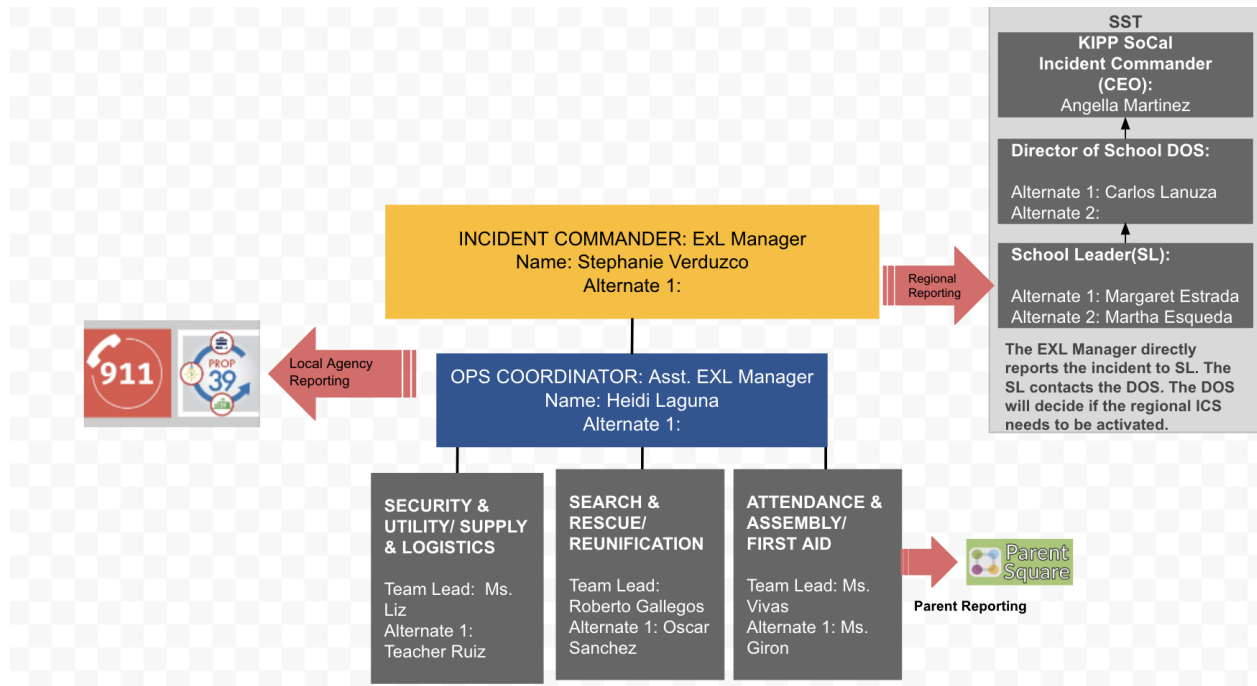 SST
KIPP SoCal
Incident Commander
(CEO):
Angella Martinez
Director of School DOS:
Alternate 1: Carlos Lanuza
Alternate 2:
School Leader(SL):
Alternate 1: Margaret Estrada
Alternate 2: Martha Esqueda
The EXL Manager directly
reports the incident to SL. The
SL contacts the DOS. The DOS
will decide if the regional ICS
needs to be activated.
INCIDENT COMMANDER: ExL Manager
Name: Stephanie Verduzco
Alternate 1:
Regional
Reporting
911
PROP
39
Local Agency
Reporting
OPS COORDINATOR: Asst. EXL Manager
Name: Heidi Laguna
Alternate 1:
SECURITY &
UTILITY/ SUPPLY
& LOGISTICS
Team Lead: Ms.
Liz
Alternate 1:
Teacher Ruiz
SEARCH &
RESCUE/
REUNIFICATION
Team Lead:
Roberto Gallegos
Alternate 1: Oscar
Sanchez
ATTENDANCE &
ASSEMBLY/
FIRST AID
Team Lead: Ms.
Vivas
Alternate 1: Ms.
Giron
Parent
Square
Parent Reporting